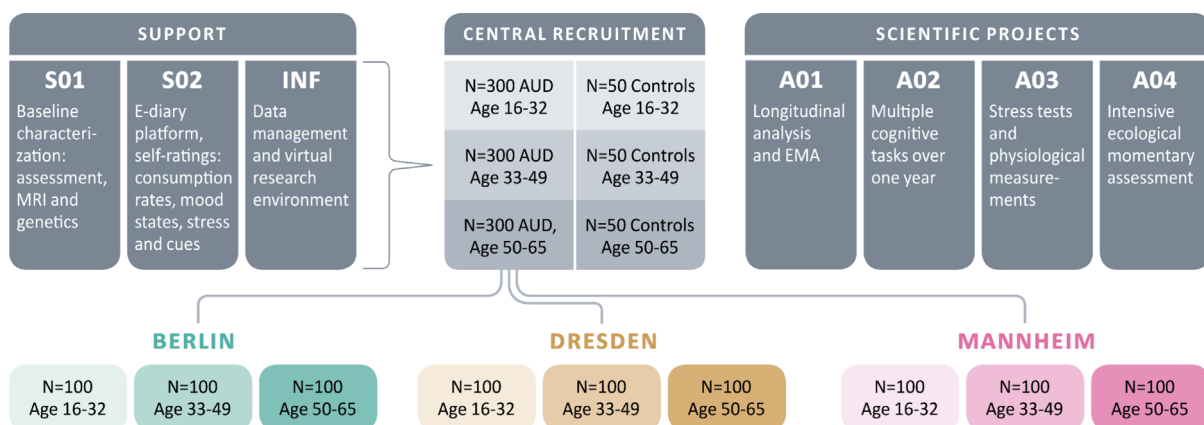 SUPPORT
S01
Baseline
characteri-
zation:
assessment,
MRI and
genetics
S02
E-diary
platform,
self-ratings:
consumption
rates, mood
states, stress
and cues
INF
Data
management
and virtual
research
environment
CENTRAL RECRUITMENT
N=300 AUD
Age 16-32
N=50 Controls
Age 16-32
N=300 AUD
Age 33-49
N=50 Controls
Age 33-49
N=300 AUD,
Age 50-65
N=50 Controls
Age 50-65
SCIENTIFIC PROJECTS
A01
Longitudinal
analysis
and EMA
A02
Multiple
cognitive
tasks over
one year
A03
Stress tests
and
physiological
measure-
ments
A04
Intensive
ecological
momentary
assessment
BERLIN
N=100
Age 16-32
N=100
Age 33-49
N=100
Age 50-65
DRESDEN
N=100
Age 16-32
N=100
Age 33-49
N=100
Age 50-65
MANNHEIM
N=100
Age 16-32
N=100
Age 33-49
N=100
Age 50-65